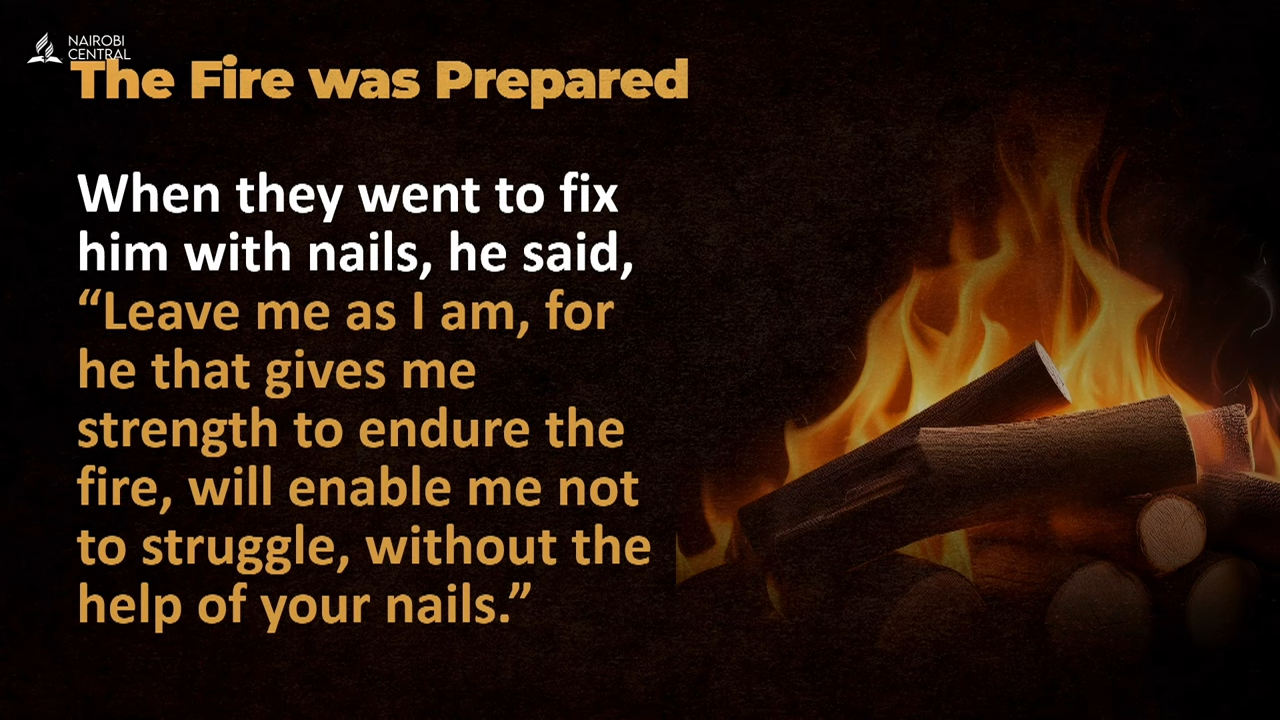 NAIROBI
CENTRAL
The Fire was Prepared
When they went to fix
him with nails, he said,
“Leave me as I am, for
he that gives me
strength to endure the
fire, will enable me not
to struggle, without the
help of your nails.”